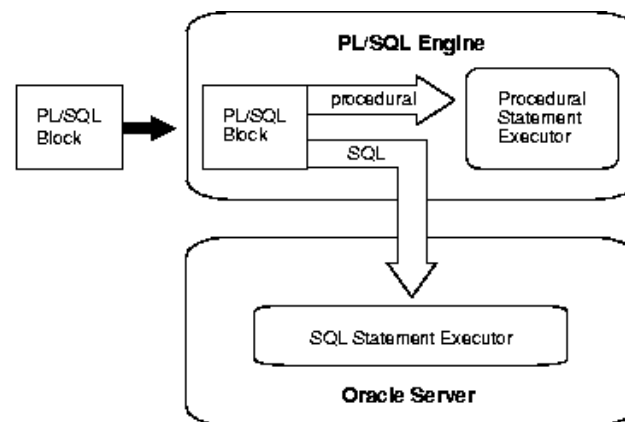 PL/SQL Engine
PL/SQL
Block
PL/SQL
Block
procedural
SQL
Procedural
Statement
Executor
SQL Statement Executor
Oracle Server